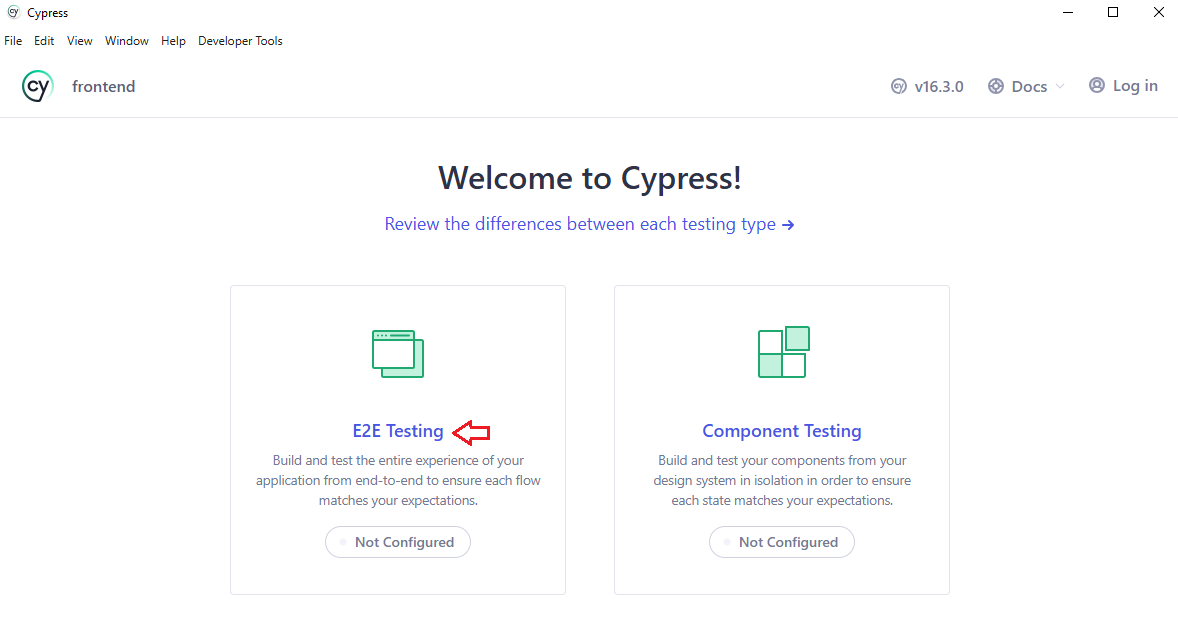 cy Cypress
File Edit View Window Help Developer Tools
cy frontend cy v16.3.0 Docs Log in
Welcome to Cypress!
Review the differences between each testing type →
E2E Testing
Build and test the entire experience of your
application from end-to-end to ensure each flow
matches your expectations.
Not Configured
Component Testing
Build and test your components from your
design system in isolation in order to ensure
each state matches your expectations.
Not Configured